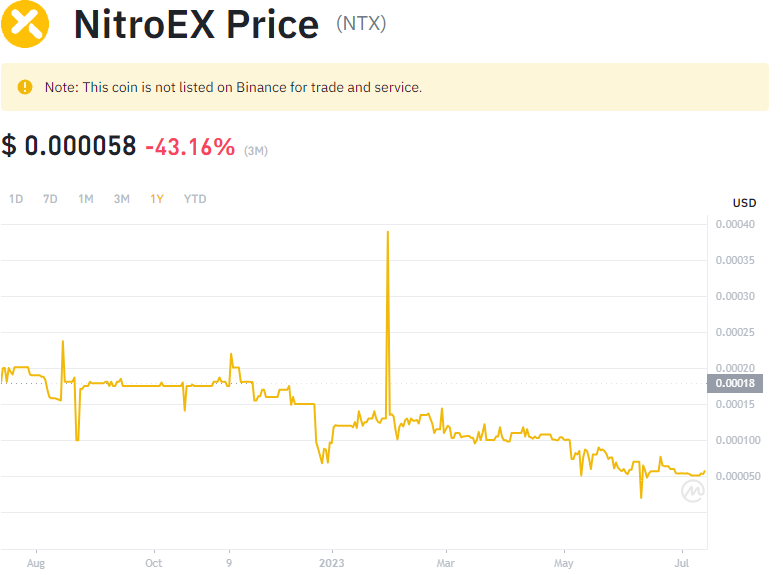 NitroEX Price (NTX)
Note: This coin is not listed on Binance for trade and service.
$ 0.000058 -43.16% (3M)
1D 7D 1M 3M 1Y YTD
USD
0.00040
0.00035
0.00030
0.00025
0.00020
0.00018
0.00015
0.000100
0.000050
Aug Oct 9 2023 Mar May Jul